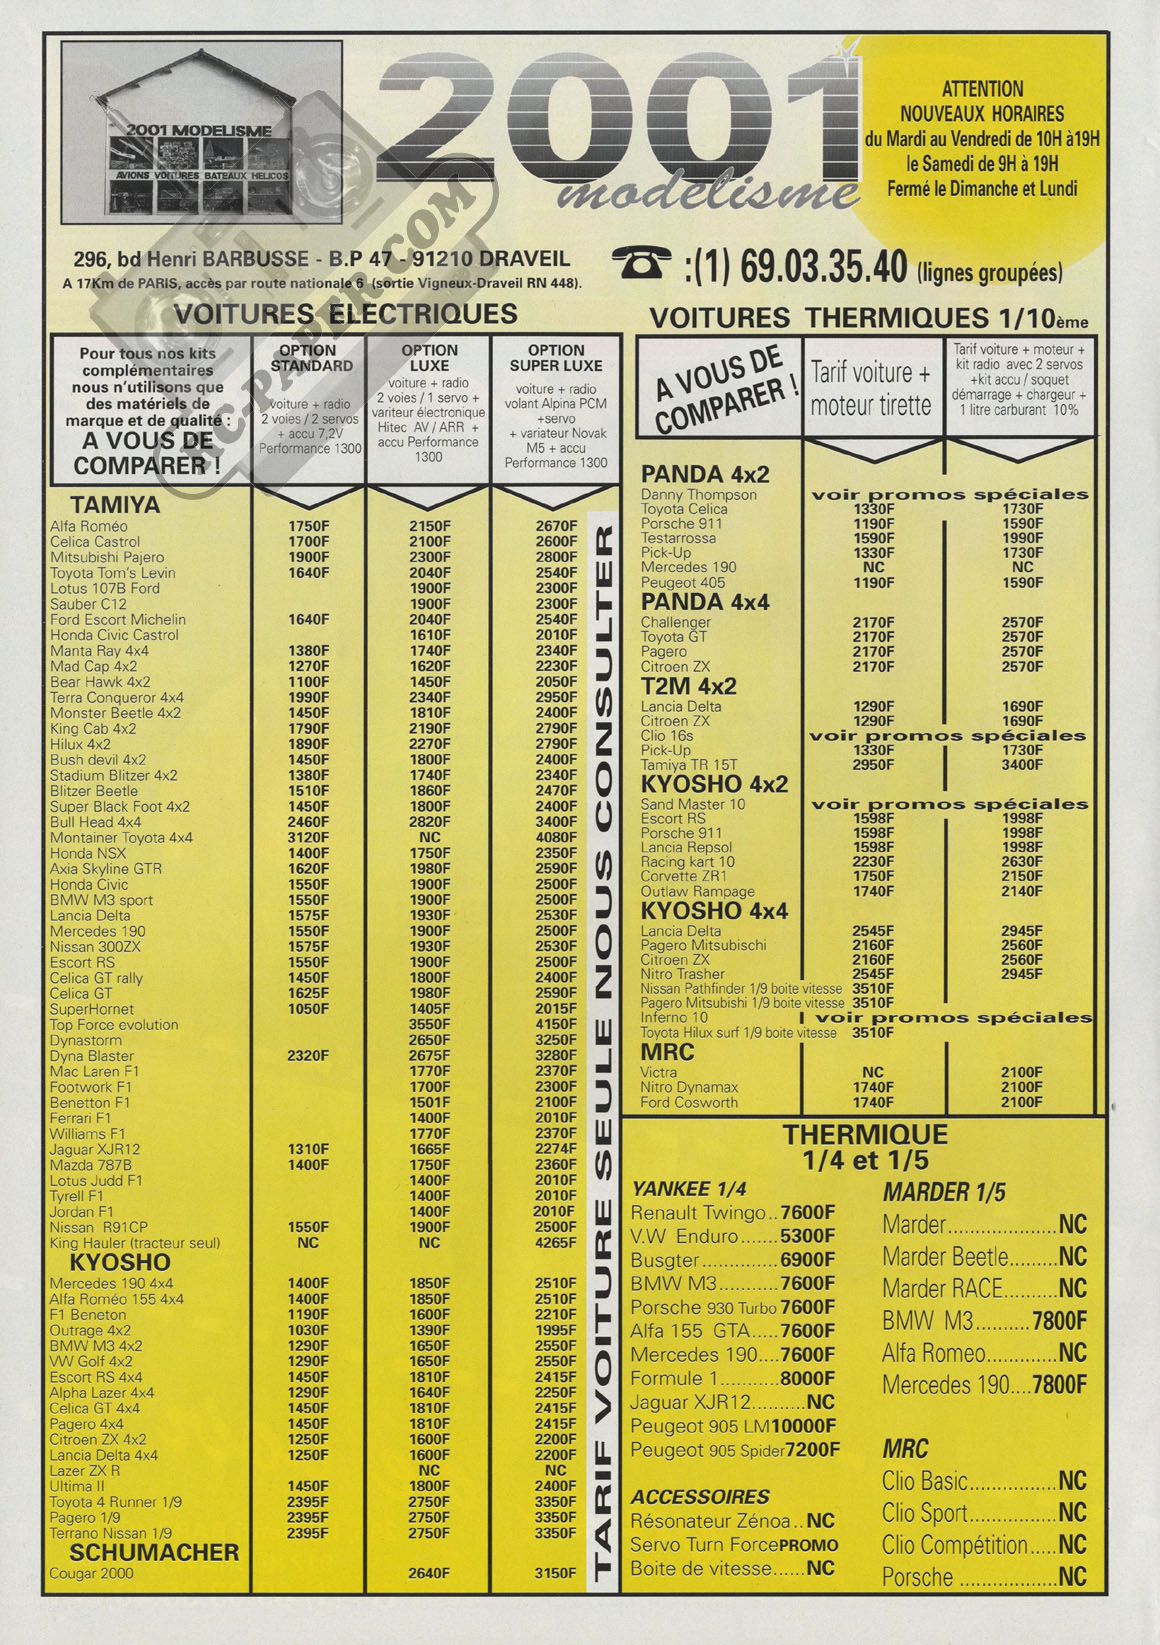 2001 MODELISME
AVIONS VOITURES BATEAUX HELICOS
2001
modelisme
ATTENTION
NOUVEAUX HORAIRES
du Mardi au Vendredi de 10H à19H
le Samedi de 9H à 19H
Fermé le Dimanche et Lundi
296, bd Henri BARBUSSE - B.P 47 - 91210 DRAVEIL
A 17Km de PARIS, accès par route nationale 6 (sortie Vigneux-Draveil RN 448).
☎ :(1) 69.03.35.40 (lignes groupées)
RC-PAPER.COM
VOITURES ELECTRIQUES
Pour tous nos kits
complémentaires
nous n'utilisons que
des matériels de
marque et de qualité :
A VOUS DE
COMPARER !
OPTION
STANDARD
voiture + radio
2 voies / 2 servos
+ accu 7,2V
Performance 1300
OPTION
LUXE
voiture + radio
2 voies / 1 servo +
variteur électronique
Hitec AV / ARR +
accu Performance
1300
OPTION
SUPER LUXE
voiture + radio
volant Alpina PCM
+servo
+ variateur Novak
M5 + accu
Performance 1300
TAMIYA
Alfa Roméo 1750F 2150F 2670F
Celica Castrol 1700F 2100F 2600F
Mitsubishi Pajero 1900F 2300F 2800F
Toyota Tom's Levin 1640F 2040F 2540F
Lotus 107B Ford 1900F 2300F
Sauber C12 1900F 2300F
Ford Escort Michelin 1640F 2040F 2540F
Honda Civic Castrol 1610F 2010F
Manta Ray 4x4 1380F 1740F 2340F
Mad Cap 4x2 1270F 1620F 2230F
Bear Hawk 4x2 1100F 1450F 2050F
Terra Conqueror 4x4 1990F 2340F 2950F
Monster Beetle 4x2 1450F 1810F 2400F
King Cab 4x2 1790F 2190F 2790F
Hilux 4x2 1890F 2270F 2790F
Bush devil 4x2 1450F 1800F 2400F
Stadium Blitzer 4x2 1380F 1740F 2340F
Blitzer Beetle 1510F 1860F 2470F
Super Black Foot 4x2 1450F 1800F 2400F
Bull Head 4x4 2460F 2820F 3400F
Montainer Toyota 4x4 3120F NC 4080F
Honda NSX 1400F 1750F 2350F
Axia Skyline GTR 1620F 1980F 2590F
Honda Civic 1550F 1900F 2500F
BMW M3 sport 1550F 1900F 2500F
Lancia Delta 1575F 1930F 2530F
Mercedes 190 1550F 1900F 2500F
Nissan 300ZX 1575F 1930F 2530F
Escort RS 1550F 1900F 2500F
Celica GT rally 1450F 1800F 2400F
Celica GT 1625F 1980F 2590F
SuperHornet 1050F 1405F 2015F
Top Force evolution 3550F 4150F
Dynastorm 2650F 3250F
Dyna Blaster 2320F 2675F 3280F
Mac Laren F1 1770F 2370F
Footwork F1 1700F 2300F
Benetton F1 1501F 2100F
Ferrari F1 1400F 2010F
Williams F1 1770F 2370F
Jaguar XJR12 1310F 1665F 2274F
Mazda 787B 1400F 1750F 2360F
Lotus Judd F1 1400F 2010F
Tyrell F1 1400F 2010F
Jordan F1 1400F 2010F
Nissan R91CP 1550F 1900F 2500F
King Hauler (tracteur seul) NC NC 4265F
KYOSHO
Mercedes 190 4x4 1400F 1850F 2510F
Alfa Roméo 155 4x4 1400F 1850F 2510F
F1 Beneton 1190F 1600F 2210F
Outrage 4x2 1030F 1390F 1995F
BMW M3 4x2 1290F 1650F 2550F
VW Golf 4x2 1290F 1650F 2550F
Escort RS 4x4 1450F 1810F 2415F
Alpha Lazer 4x4 1290F 1640F 2250F
Celica GT 4x4 1450F 1810F 2415F
Pagero 4x4 1450F 1810F 2415F
Citroen ZX 4x2 1250F 1600F 2200F
Lancia Delta 4x4 1250F 1600F 2200F
Lazer ZX R NC NC
Ultima II 1450F 1800F 2400F
Toyota 4 Runner 1/9 2395F 2750F 3350F
Pagero 1/9 2395F 2750F 3350F
Terrano Nissan 1/9 2395F 2750F 3350F
SCHUMACHER
Cougar 2000 2640F 3150F
TARIF VOITURE SEULE NOUS CONSULTER
VOITURES THERMIQUES 1/10ème
A VOUS DE
COMPARER !
Tarif voiture +
moteur tirette
Tarif voiture + moteur +
kit radio avec 2 servos
+kit accu / soquet
démarrage + chargeur +
1 litre carburant 10%
PANDA 4x2
Danny Thompson voir promos spéciales
Toyota Celica 1330F 1730F
Porsche 911 1190F 1590F
Testarrossa 1590F 1990F
Pick-Up 1330F 1730F
Mercedes 190 NC NC
Peugeot 405 1190F 1590F
PANDA 4x4
Challenger 2170F 2570F
Toyota GT 2170F 2570F
Pagero 2170F 2570F
Citroen ZX 2170F 2570F
T2M 4x2
Lancia Delta 1290F 1690F
Citroen ZX 1290F 1690F
Clio 16s voir promos spéciales
Pick-Up 1330F 1730F
Tamiya TR 15T 2950F 3400F
KYOSHO 4x2
Sand Master 10 voir promos spéciales
Escort RS 1598F 1998F
Porsche 911 1598F 1998F
Lancia Repsol 1598F 1998F
Racing kart 10 2230F 2630F
Corvette ZR1 1750F 2150F
Outlaw Rampage 1740F 2140F
KYOSHO 4x4
Lancia Delta 2545F 2945F
Pagero Mitsubischi 2160F 2560F
Citroen ZX 2160F 2560F
Nitro Trasher 2545F 2945F
Nissan Pathfinder 1/9 boite vitesse 3510F
Pagero Mitsubishi 1/9 boite vitesse 3510F
Inferno 10 voir promos spéciales
Toyota Hilux surf 1/9 boite vitesse 3510F
MRC
Victra NC 2100F
Nitro Dynamax 1740F 2100F
Ford Cosworth 1740F 2100F
THERMIQUE
1/4 et 1/5
YANKEE 1/4
Renault Twingo..7600F
V.W Enduro.......5300F
Busgter..............6900F
BMW M3..........7600F
Porsche 930 Turbo 7600F
Alfa 155 GTA.....7600F
Mercedes 190....7600F
Formule 1..........8000F
Jaguar XJR12..........NC
Peugeot 905 LM10000F
Peugeot 905 Spider7200F
ACCESSOIRES
Résonateur Zénoa..NC
Servo Turn ForcePROMO
Boite de vitesse......NC
MARDER 1/5
Marder....................NC
Marder Beetle.........NC
Marder RACE..........NC
BMW M3..........7800F
Alfa Romeo.............NC
Mercedes 190....7800F
MRC
Clio Basic................NC
Clio Sport................NC
Clio Compétition.....NC
Porsche ..................NC